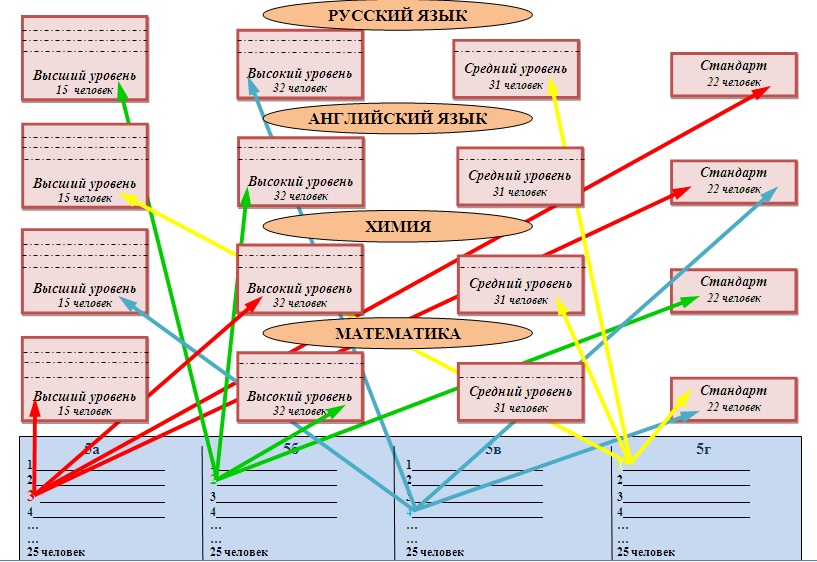 РУССКИЙ ЯЗЫК
Высший уровень
15 человек
Высокий уровень
32 человек
Средний уровень
31 человек
Стандарт
22 человек
АНГЛИЙСКИЙ ЯЗЫК
Высший уровень
15 человек
Высокий уровень
32 человек
Средний уровень
31 человек
Стандарт
22 человек
ХИМИЯ
Высший уровень
15 человек
Высокий уровень
32 человек
Средний уровень
31 человек
Стандарт
22 человек
МАТЕМАТИКА
Высший уровень
15 человек
Высокий уровень
32 человек
Средний уровень
31 человек
Стандарт
22 человек
5а
1
2
3
4
...
...
25 человек
5б
1
2
3
4
...
...
25 человек
5в
1
2
3
4
...
...
25 человек
5г
1
2
3
4
...
...
25 человек